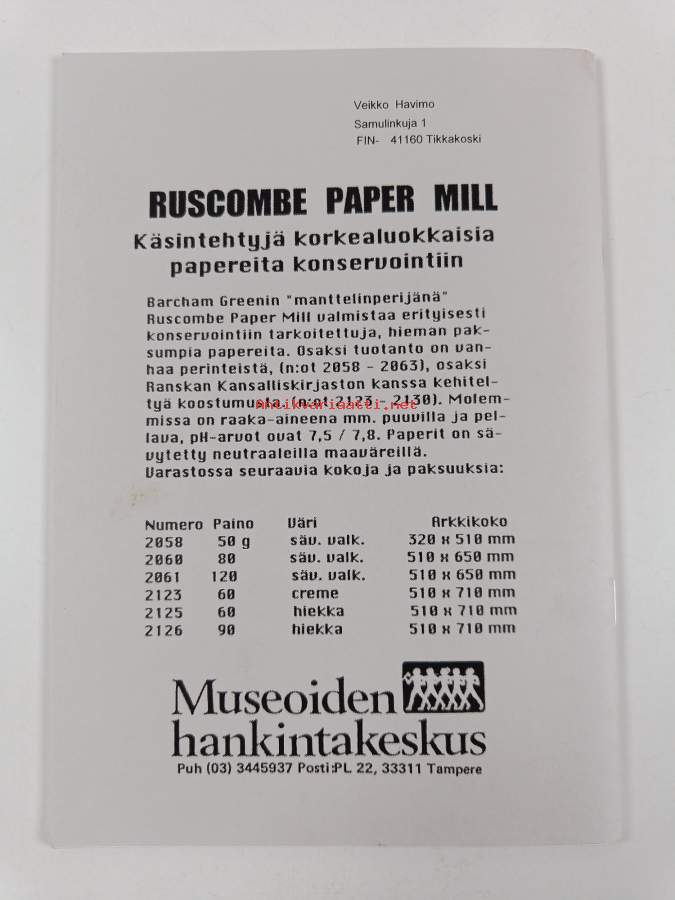 Veikko Havimo
Samulinkuja 1
FIN- 41160 Tikkakoski
RUSCOMBE PAPER MILL
Käsintehtyjä korkealuokkaisia
papereita konservointiin
Barcham Greenin "manttelinperijänä"
Ruscombe Paper Mill valmistaa erityisesti
konservointiin tarkoitettuja, hieman pak-
sumpia papereita. Osaksi tuotanto on van-
haa perinteistä, (n:ot 2058 - 2063), osaksi
Ranskan Kansalliskirjaston kanssa kehitel-
tyä koostumusta. (n:ot 2123 - 2130). Molem-
Antikvariaatti.net
missa on raaka-aineena mm. puuvilla ja pel-
lava, pH-arvot ovat 7,5 / 7,8. Paperit on sä-
vytetty neutraaleilla maaväreillä.
Varastossa seuraavia kokoja ja paksuuksia:
Numero Paino Väri Arkkikoko
2058 50 g säv. valk. 320 x 510 mm
2060 80 säv. valk. 510 x 650 mm
2061 120 säv. valk. 510 x 650 mm
2123 60 creme 510 x 710 mm
2125 60 hiekka 510 x 710 mm
2126 90 hiekka 510 x 710 mm
Museoiden
hankintakeskus
Puh (03) 3445937 Posti:PL 22, 33311 Tampere